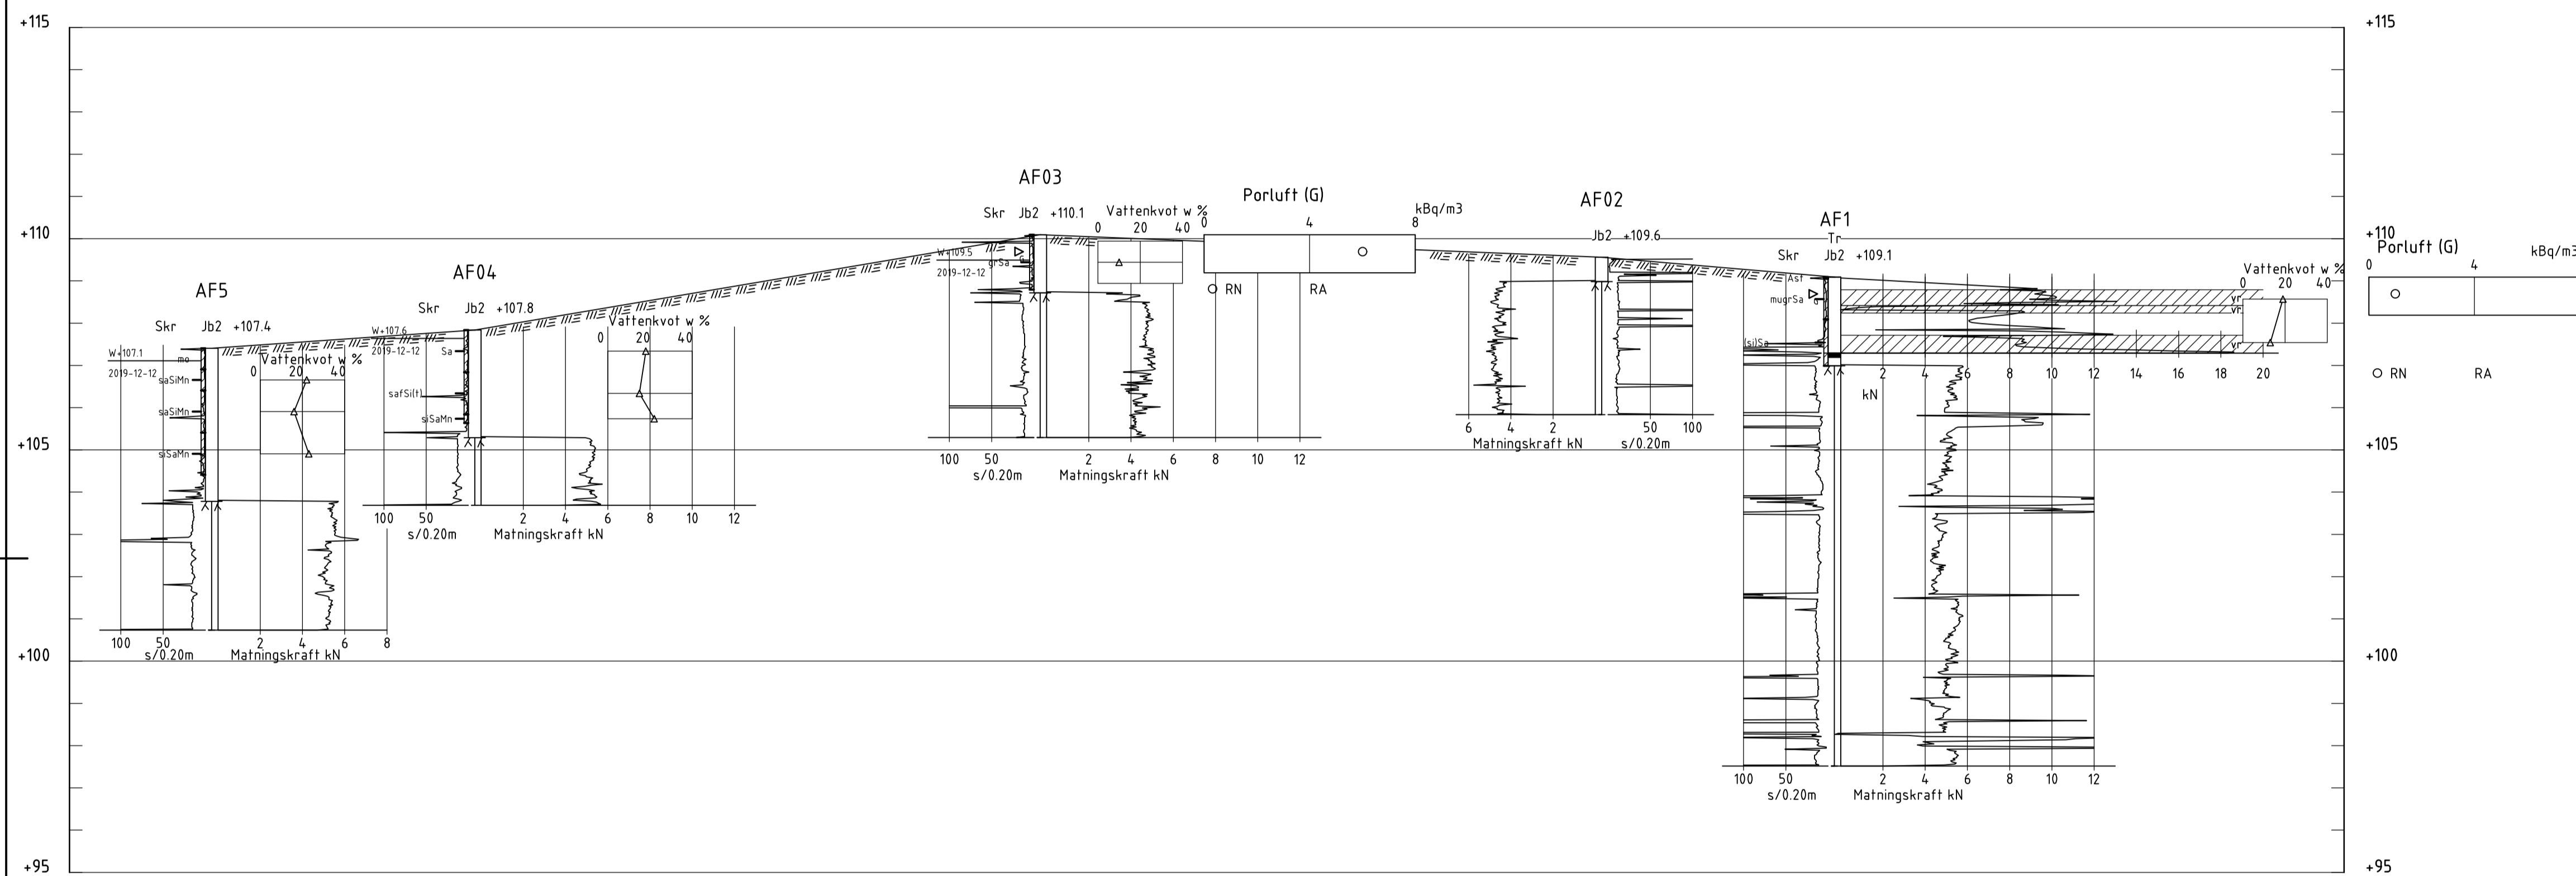 +115
+110
+105
+100
+95
AF5
Skr Jb2 +107.4
W+107.1
2019-12-12
mo
saSiMn
saSiMn
siSaMn
Vattenkvot w %
0 20 40
100 50 2 4 6 8
s/0.20m Matningskraft kN
AF04
Skr Jb2 +107.8
W+107.6
2019-12-12
Sa
safSi(t)
siSaMn
Vattenkvot w %
0 20 40
100 50 2 4 6 8 10 12
s/0.20m Matningskraft kN
AF03
Skr Jb2 +110.1
W+109.5
2019-12-12
grSa G
Vattenkvot w %
0 20 40
100 50 2 4 6 8 10 12
s/0.20m Matningskraft kN
Porluft (G)
0 4 8
kBq/m3
RN RA
AF02
Jb2 +109.6
6 4 2 50 100
Matningskraft kN s/0.20m
AF1
Tr
Skr Jb2 +109.1
Asf
mugrSa G
(si)Sa
vr
vr
vr
2 4 6 8 10 12 14 16 18 20
kN
Vattenkvot w %
0 20 40
100 50 2 4 6 8 10 12
s/0.20m Matningskraft kN
+115
+110
Porluft (G)
0 4
kBq/m3
RN RA
+105
+100
+95